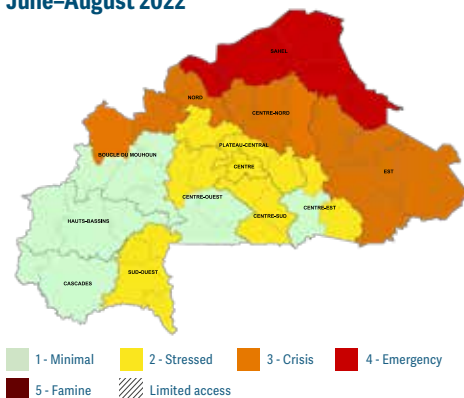 June–August 2022
SAHEL
NORD
CENTRE-NORD
BOUCLE DU MOUHOUN
PLATEAU-CENTRAL
CENTRE
EST
CENTRE-OUEST
CENTRE-EST
HAUTS-BASSINS
CENTRE-SUD
SUD-OUEST
CASCADES
1 - Minimal
2 - Stressed
3 - Crisis
4 - Emergency
5 - Famine
Limited access